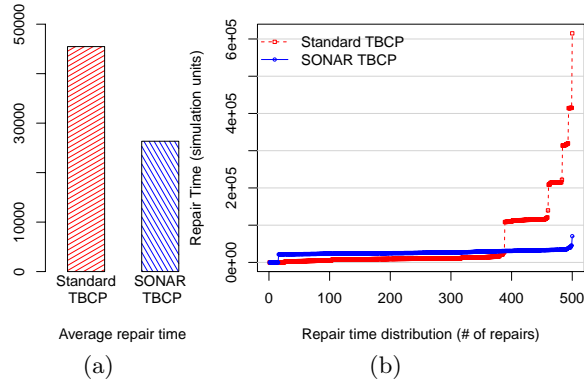 50000
30000
10000
0
Standard TBCP
SONAR TBCP
Average repair time
(a)
Repair Time (simulation units)
6e+05
4e+05
2e+05
0e+00
Standard TBCP
SONAR TBCP
0 100 200 300 400 500
Repair time distribution (# of repairs)
(b)